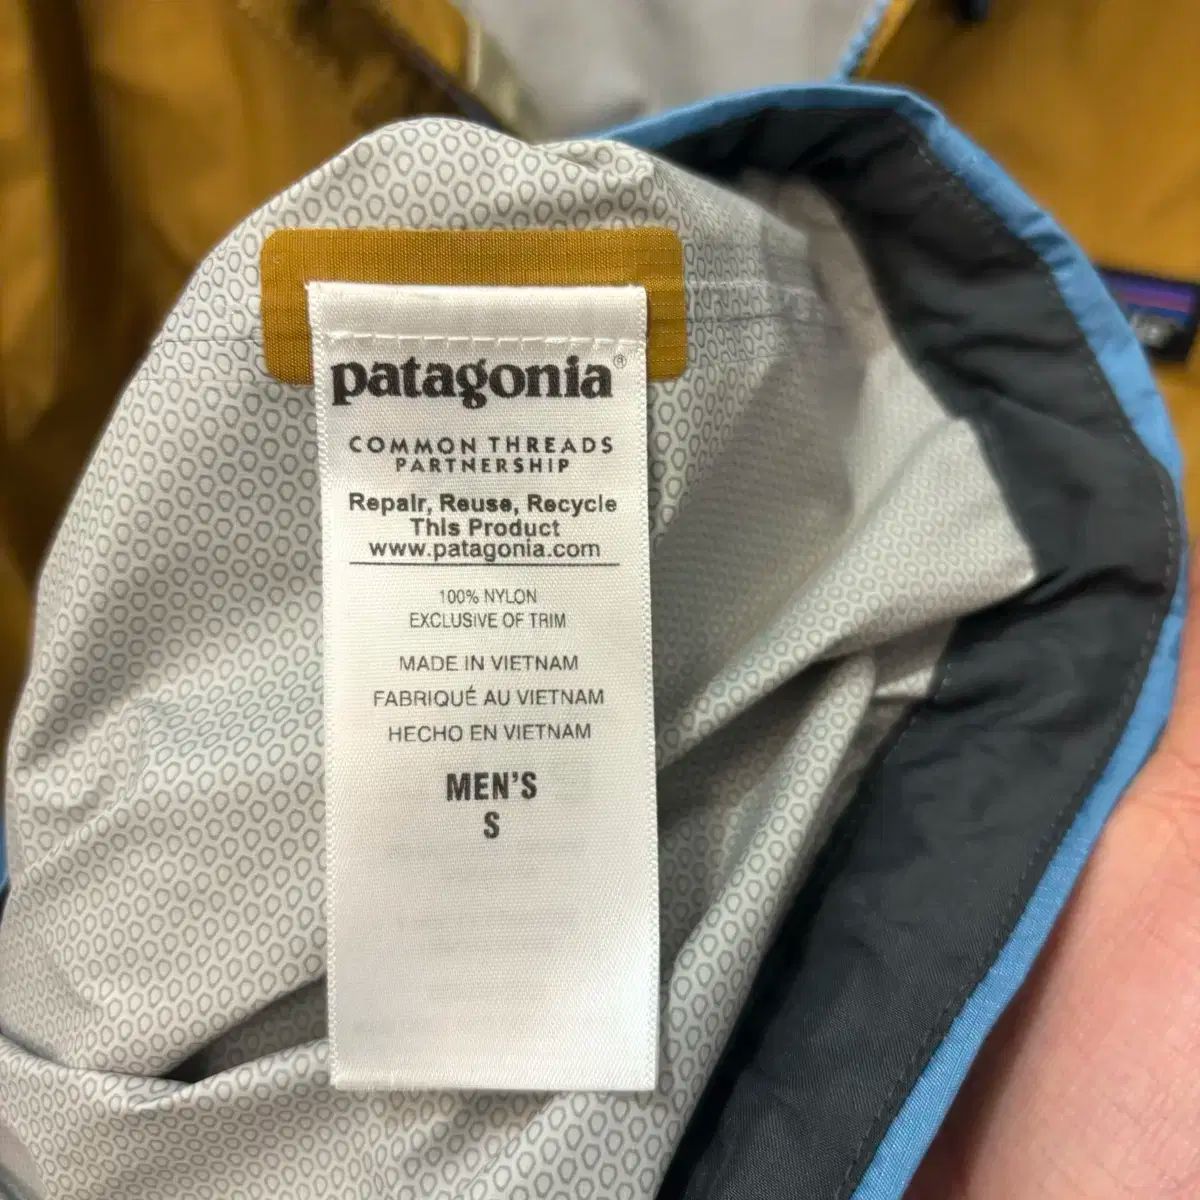 patagonia®
COMMON THREADS
PARTNERSHIP
Repair, Reuse, Recycle
This Product
www.patagonia.com
100% NYLON
EXCLUSIVE OF TRIM
MADE IN VIETNAM
FABRIQUÉ AU VIETNAM
HECHO EN VIETNAM
MEN'S
S